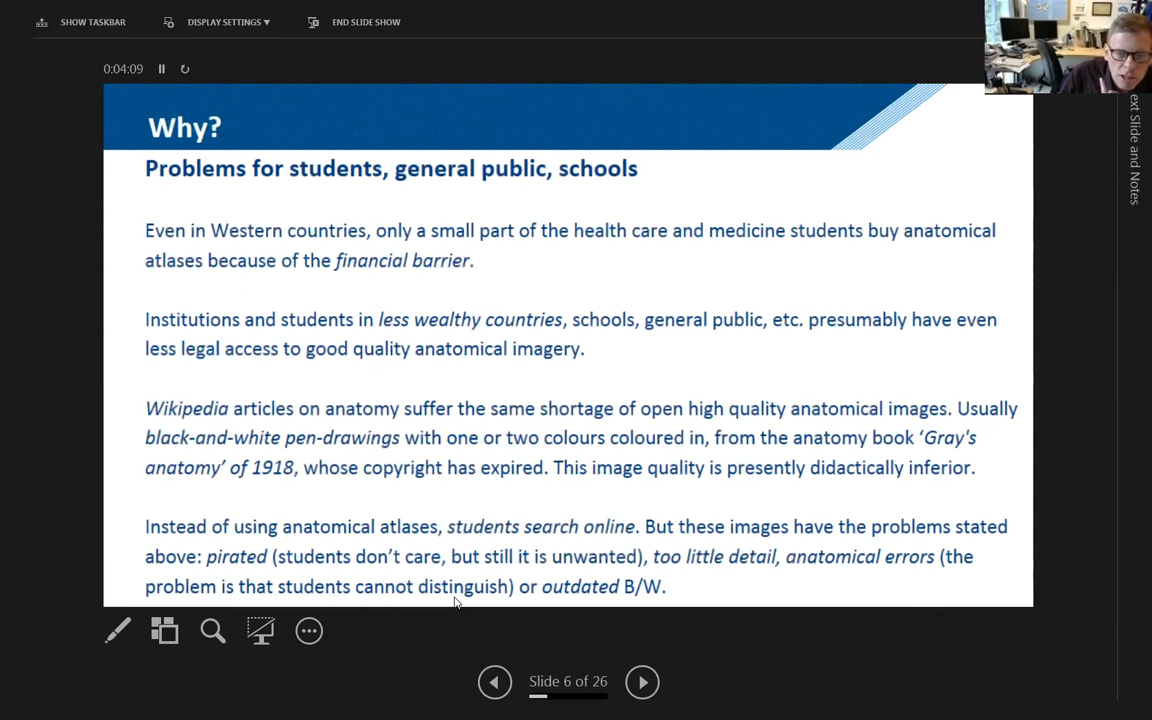 SHOW TASKBAR
DISPLAY SETTINGS ▾
END SLIDE SHOW
0:04:09
Why?
Problems for students, general public, schools
Even in Western countries, only a small part of the health care and medicine students buy anatomical
atlases because of the financial barrier.
Institutions and students in less wealthy countries, schools, general public, etc. presumably have even
less legal access to good quality anatomical imagery.
Wikipedia articles on anatomy suffer the same shortage of open high quality anatomical images. Usually
black-and-white pen-drawings with one or two colours coloured in, from the anatomy book ‘Gray's
anatomy’ of 1918, whose copyright has expired. This image quality is presently didactically inferior.
Instead of using anatomical atlases, students search online. But these images have the problems stated
above: pirated (students don’t care, but still it is unwanted), too little detail, anatomical errors (the
problem is that students cannot distinguish) or outdated B/W.
Slide 6 of 26
ext Slide and Notes